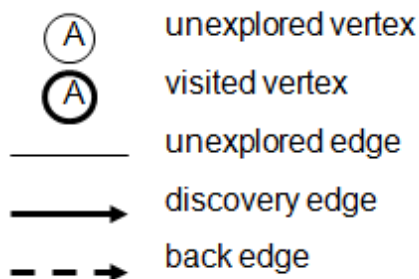 A unexplored vertex
A visited vertex
unexplored edge
discovery edge
back edge